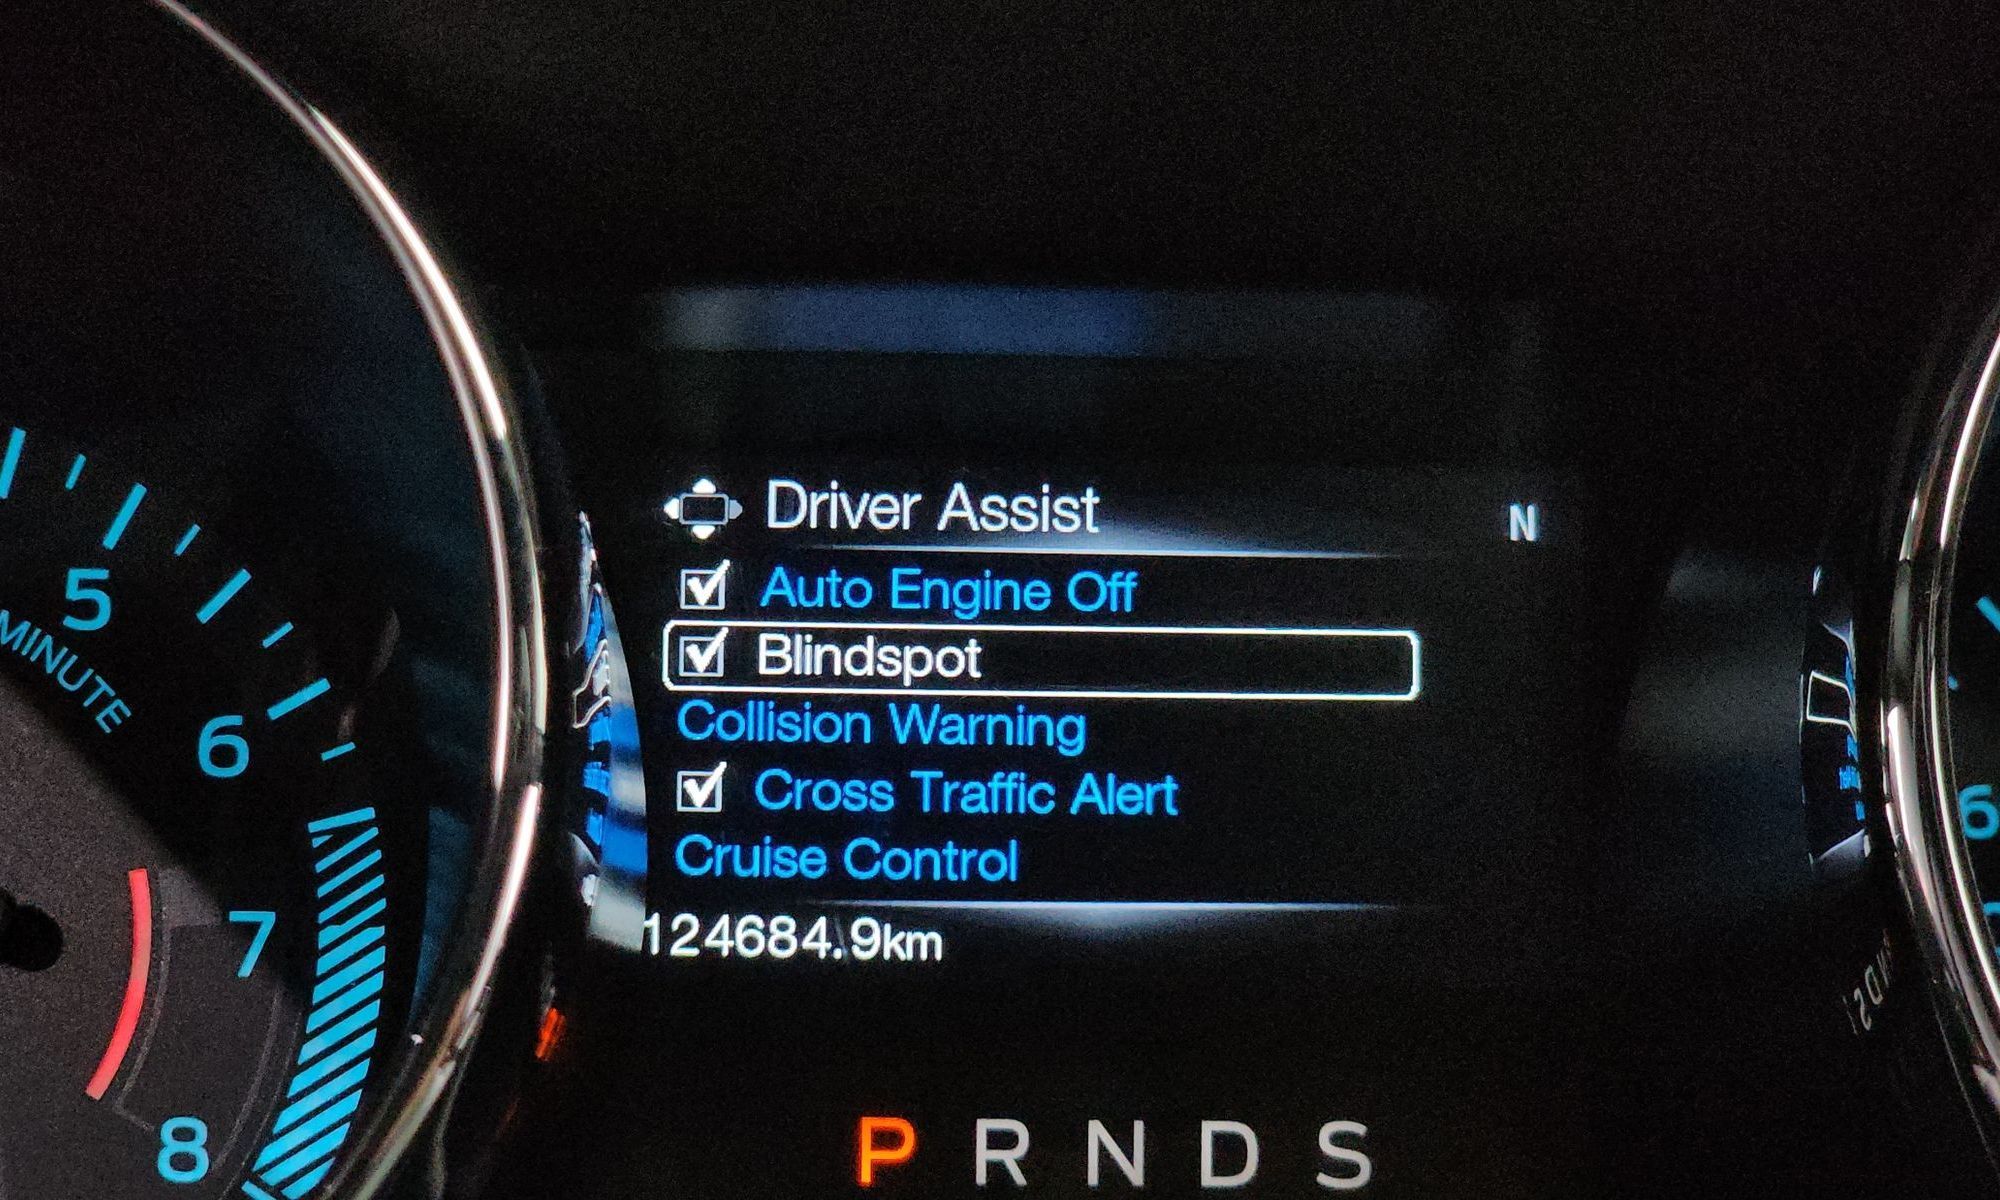 Driver Assist
N
Auto Engine Off
Blindspot
Collision Warning
Cross Traffic Alert
Cruise Control
124684.9km
P R N D S
5
MINUTE
6
7
8
6